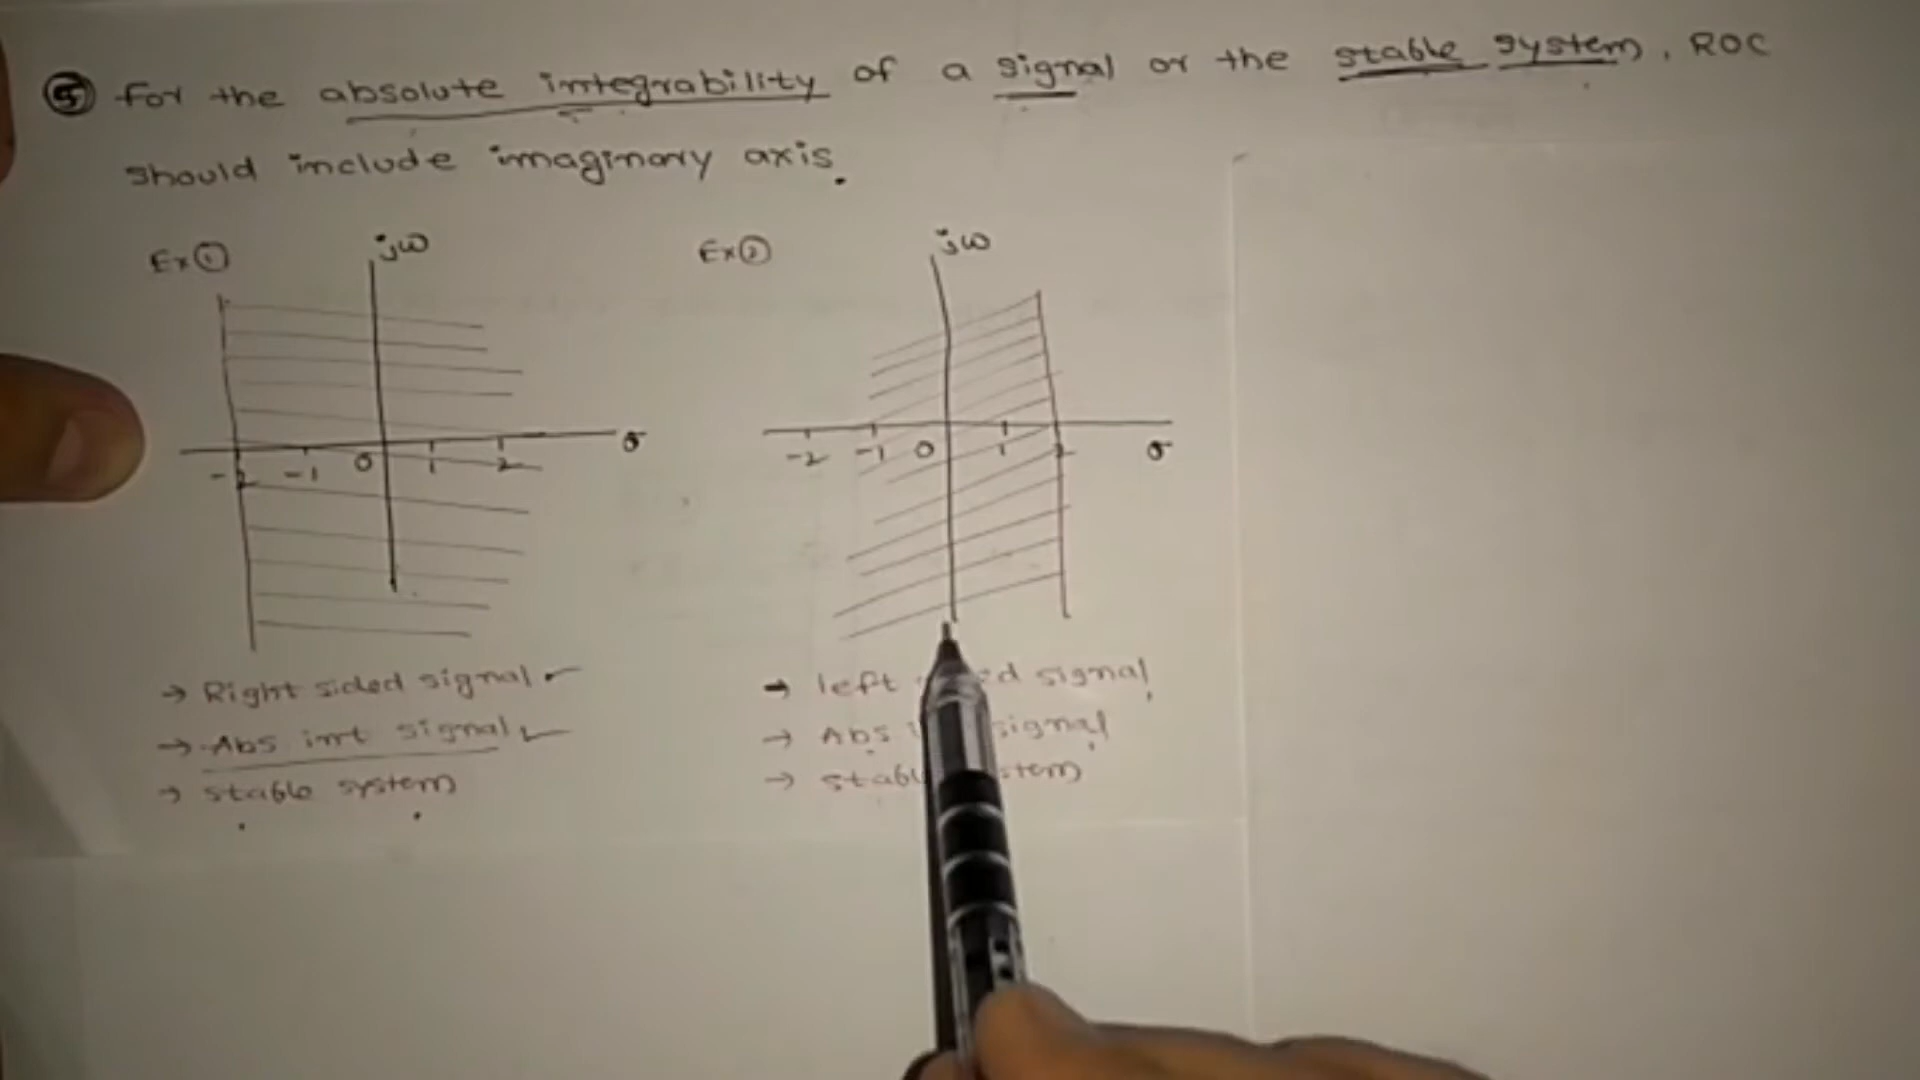 ⑤ For the absolute integrability of a signal or the stable system, ROC
should include imaginary axis.
Ex①
jω
-2 -1 0 1 2 σ
→ Right sided signal
→ Abs int signal
→ stable system
Ex②
jω
-2 -1 0 1 2 σ
→ left signal
→ Abs signal
→